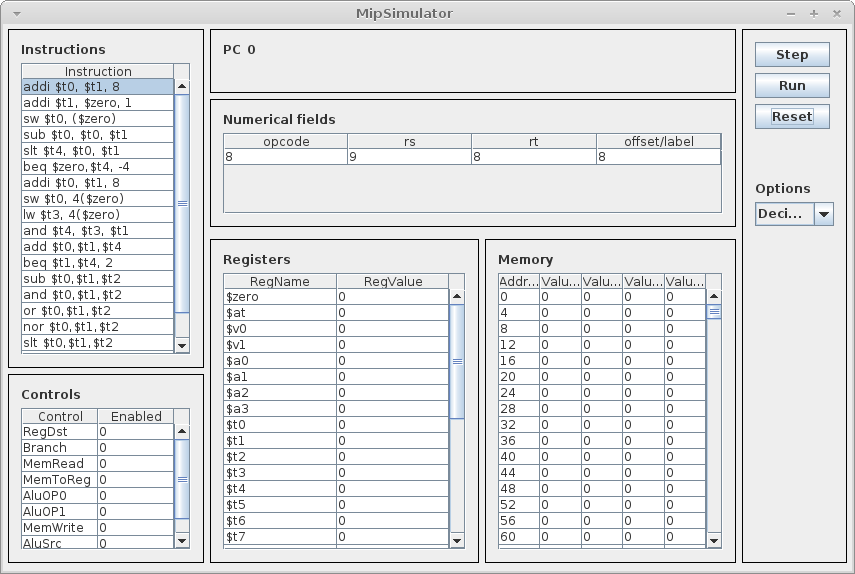 MipSimulator
Instructions
Instruction
addi $t0, $t1, 8
addi $t1, $zero, 1
sw $t0, ($zero)
sub $t0, $t0, $t1
slt $t4, $t0, $t1
beq $zero,$t4, -4
addi $t0, $t1, 8
sw $t0, 4($zero)
lw $t3, 4($zero)
and $t4, $t3, $t1
add $t0,$t1,$t4
beq $t1,$t4, 2
sub $t0,$t1,$t2
and $t0,$t1,$t2
or $t0,$t1,$t2
nor $t0,$t1,$t2
slt $t0,$t1,$t2
Controls
Control Enabled
RegDst 0
Branch 0
MemRead 0
MemToReg 0
AluOP0 0
AluOP1 0
MemWrite 0
AluSrc 0
PC 0
Numerical fields
opcode rs rt offset/label
8 9 8 8
Registers
RegName RegValue
$zero 0
$at 0
$v0 0
$v1 0
$a0 0
$a1 0
$a2 0
$a3 0
$t0 0
$t1 0
$t2 0
$t3 0
$t4 0
$t5 0
$t6 0
$t7 0
Memory
Addr... Valu... Valu... Valu... Valu...
0 0 0 0 0
4 0 0 0 0
8 0 0 0 0
12 0 0 0 0
16 0 0 0 0
20 0 0 0 0
24 0 0 0 0
28 0 0 0 0
32 0 0 0 0
36 0 0 0 0
40 0 0 0 0
44 0 0 0 0
48 0 0 0 0
52 0 0 0 0
56 0 0 0 0
60 0 0 0 0
Step
Run
Reset
Options
Deci...